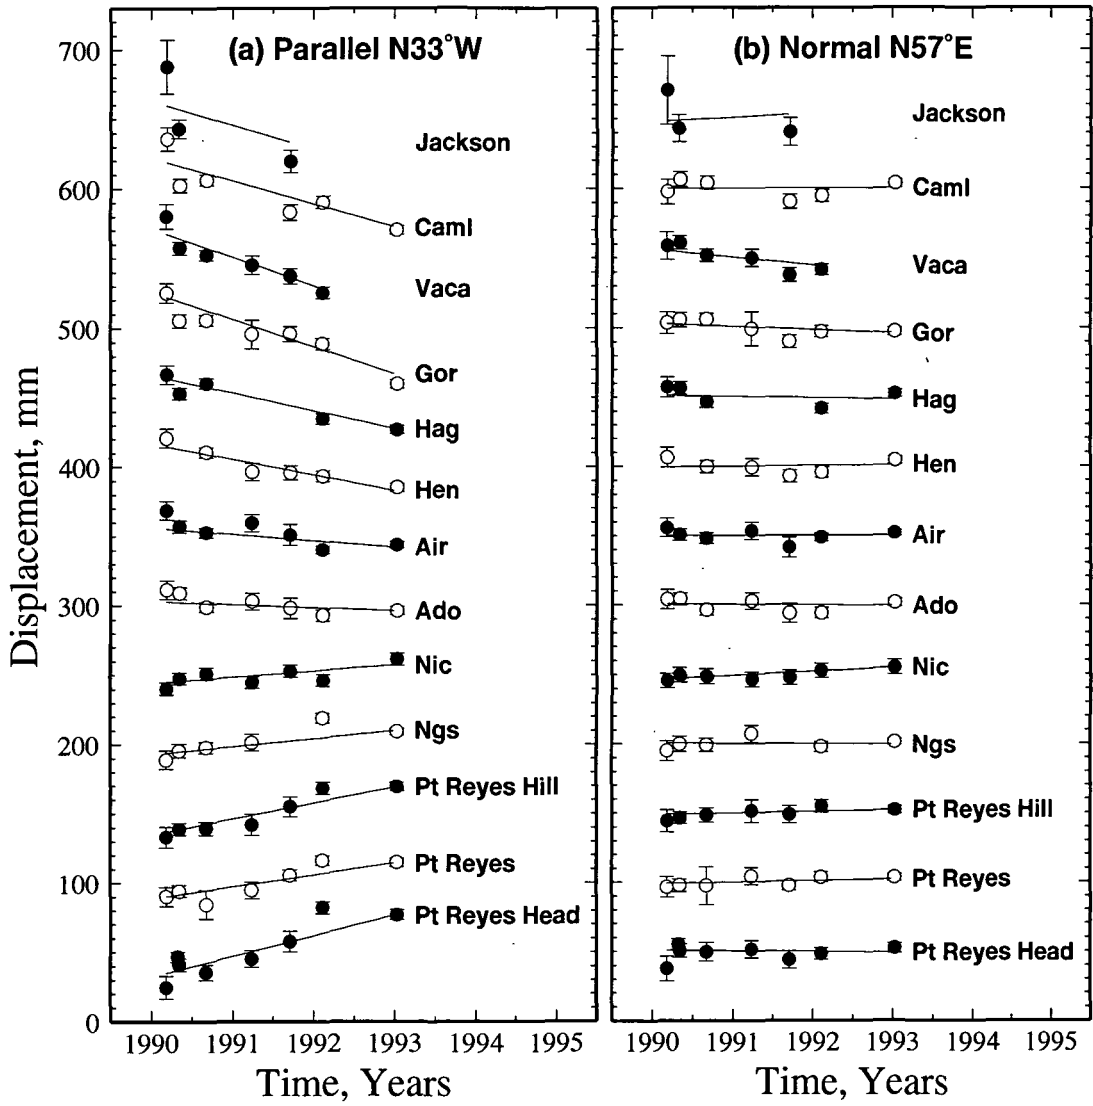 (a) Parallel N33°W
(b) Normal N57°E
Displacement, mm
700
600
500
400
300
200
100
0
Jackson
Caml
Vaca
Gor
Hag
Hen
Air
Ado
Nic
Ngs
Pt Reyes Hill
Pt Reyes
Pt Reyes Head
Jackson
Caml
Vaca
Gor
Hag
Hen
Air
Ado
Nic
Ngs
Pt Reyes Hill
Pt Reyes
Pt Reyes Head
1990 1991 1992 1993 1994 1995
1990 1991 1992 1993 1994 1995
Time, Years
Time, Years